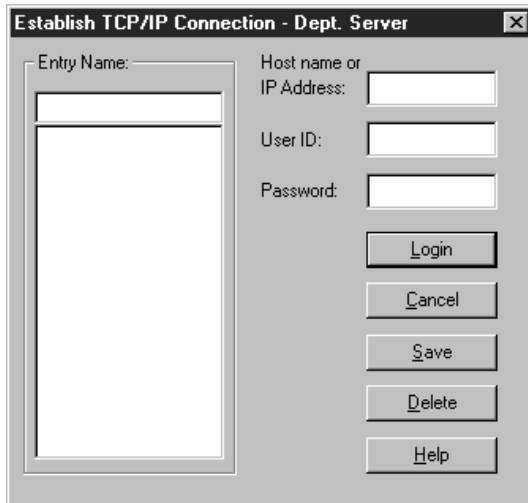 Establish TCP/IP Connection - Dept. Server
Entry Name:
Host name or
IP Address:
User ID:
Password:
Login
Cancel
Save
Delete
Help